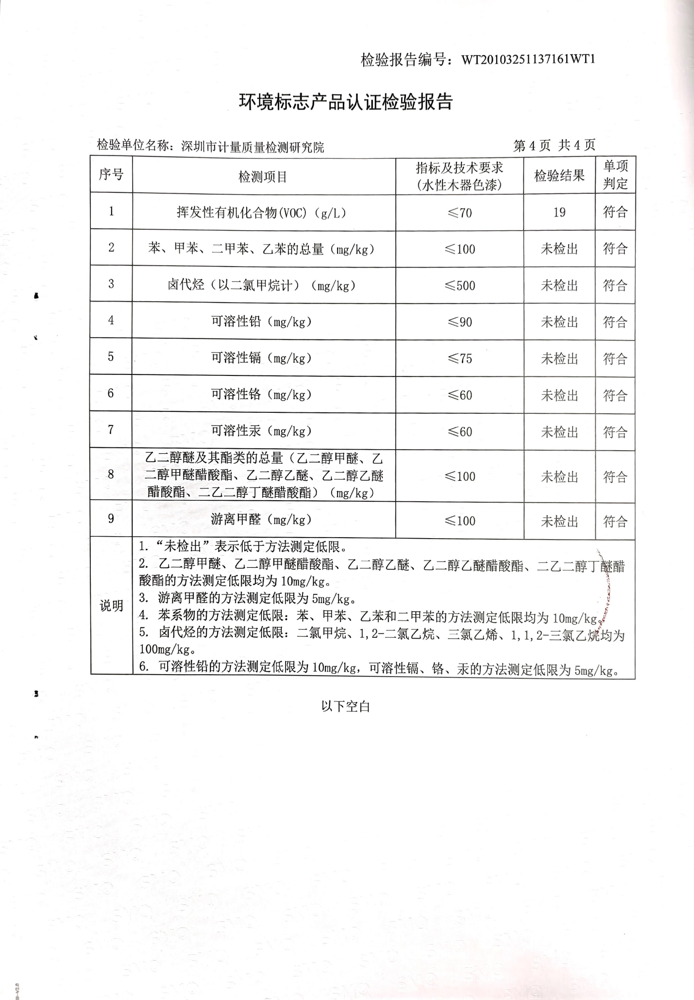 检验报告编号：WT20103251137161WT1
环境标志产品认证检验报告
检验单位名称：深圳市计量质量检测研究院 第 4 页 共 4 页
序号 检测项目 指标及技术要求(水性木器色漆) 检验结果 单项判定
1 挥发性有机化合物(VOC)（g/L） ≤70 19 符合
2 苯、甲苯、二甲苯、乙苯的总量（mg/kg） ≤100 未检出 符合
3 卤代烃（以二氯甲烷计）（mg/kg） ≤500 未检出 符合
4 可溶性铅（mg/kg） ≤90 未检出 符合
5 可溶性镉（mg/kg） ≤75 未检出 符合
6 可溶性铬（mg/kg） ≤60 未检出 符合
7 可溶性汞（mg/kg） ≤60 未检出 符合
8 乙二醇醚及其酯类的总量（乙二醇甲醚、乙
二醇甲醚醋酸酯、乙二醇乙醚、乙二醇乙醚
醋酸酯、二乙二醇丁醚醋酸酯）（mg/kg） ≤100 未检出 符合
9 游离甲醛（mg/kg） ≤100 未检出 符合
说明
1. “未检出”表示低于方法测定低限。
2. 乙二醇甲醚、乙二醇甲醚醋酸酯、乙二醇乙醚、乙二醇乙醚醋酸酯、二乙二醇丁醚醋
酸酯的方法测定低限均为 10mg/kg。
3. 游离甲醛的方法测定低限为 5mg/kg。
4. 苯系物的方法测定低限：苯、甲苯、乙苯和二甲苯的方法测定低限均为 10mg/kg。
5. 卤代烃的方法测定低限：二氯甲烷、1,2-二氯乙烷、三氯乙烯、1,1,2-三氯乙烷均为
100mg/kg。
6. 可溶性铅的方法测定低限为 10mg/kg，可溶性镉、铬、汞的方法测定低限为 5mg/kg。
以下空白